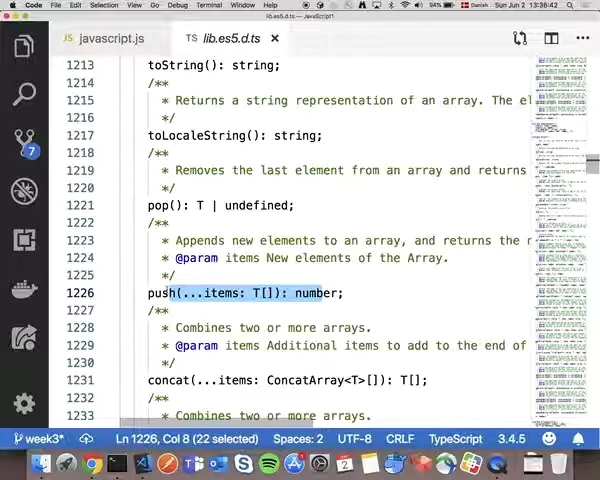 Code File Edit Selection View Go Debug Terminal Window Help 94% Danish Sun Jun 2 13:36:42
lib.es5.d.ts — JavaScript1
javascript.js TS lib.es5.d.ts
1213 toString(): string;
1214 /**
1215 * Returns a string representation of an array. The el
1216 */
1217 toLocaleString(): string;
1218 /**
1219 * Removes the last element from an array and returns
1220 */
1221 pop(): T | undefined;
1222 /**
1223 * Appends new elements to an array, and returns the n
1224 * @param items New elements of the Array.
1225 */
1226 push(...items: T[]): number;
1227 /**
1228 * Combines two or more arrays.
1229 * @param items Additional items to add to the end of
1230 */
1231 concat(...items: ConcatArray<T>[]): T[];
1232 /**
1233 * Combines two or more arrays.
7
week3* Ln 1226, Col 8 (22 selected) Spaces: 2 UTF-8 CRLF TypeScript 3.4.5